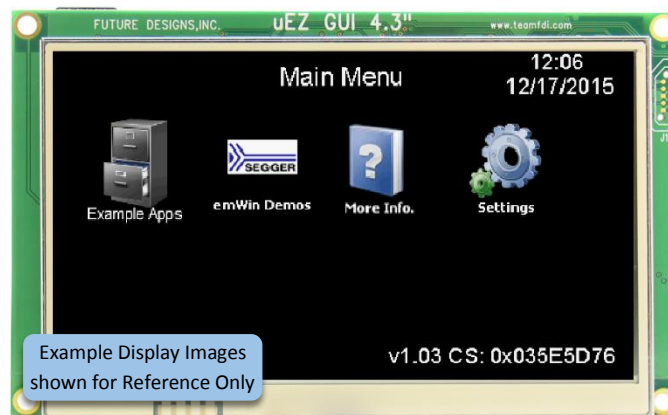 FUTURE DESIGNS,INC.
uEZ GUI 4.3"
www.teamfdi.com
Main Menu
12:06
12/17/2015
J1
Example Apps
SEGGER
emWin Demos
?
More Info.
Settings
Example Display Images
shown for Reference Only
v1.03 CS: 0x035E5D76